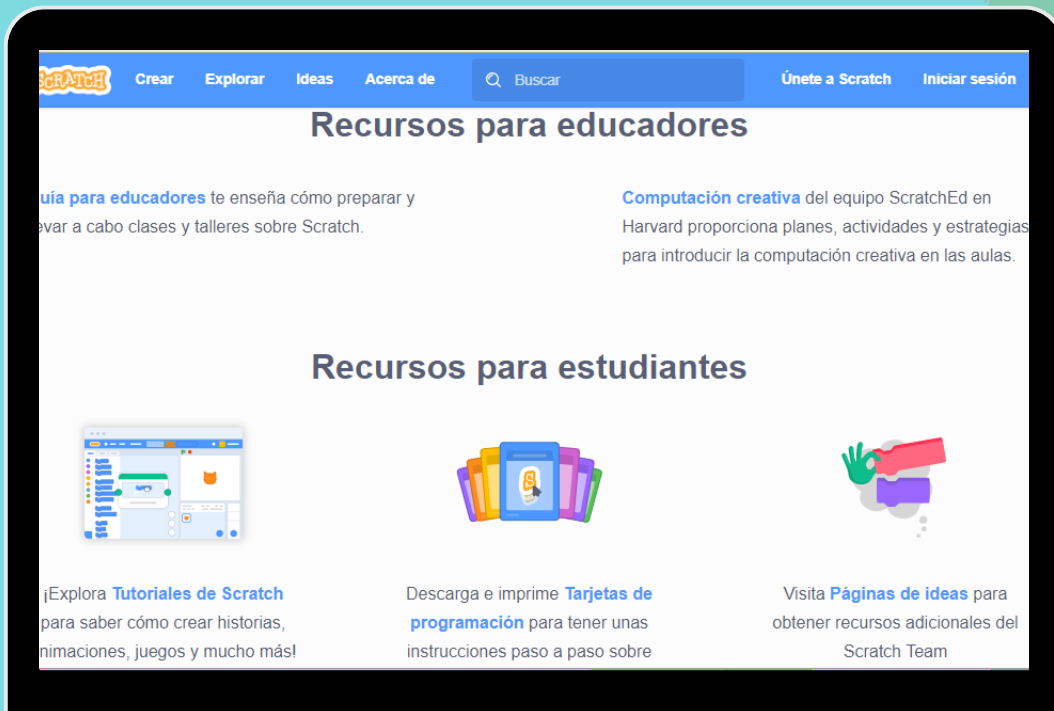 SCRATCH Crear Explorar Ideas Acerca de Buscar Únete a Scratch Iniciar sesión
Recursos para educadores
uía para educadores te enseña cómo preparar y
evar a cabo clases y talleres sobre Scratch.
Computación creativa del equipo ScratchEd en
Harvard proporciona planes, actividades y estrategias
para introducir la computación creativa en las aulas.
Recursos para estudiantes
¡Explora Tutoriales de Scratch
para saber cómo crear historias,
nimaciones, juegos y mucho más!
Descarga e imprime Tarjetas de
programación para tener unas
instrucciones paso a paso sobre
Visita Páginas de ideas para
obtener recursos adicionales del
Scratch Team